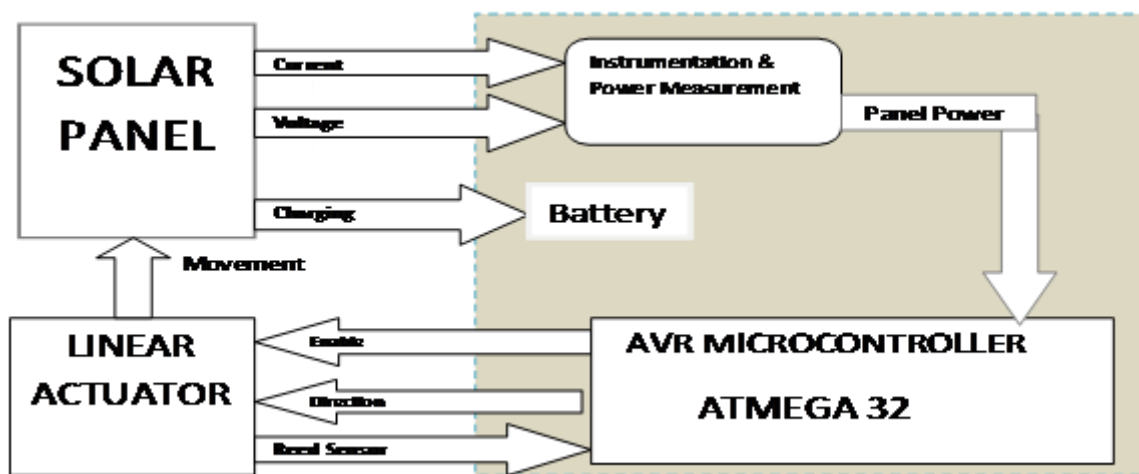 SOLAR
PANEL
Current
Voltage
Charging
Instrumentation &
Power Measurement
Panel Power
Battery
Movement
LINEAR
ACTUATOR
Enable
Direction
Reed Sensor
AVR MICROCONTROLLER
ATMEGA 32